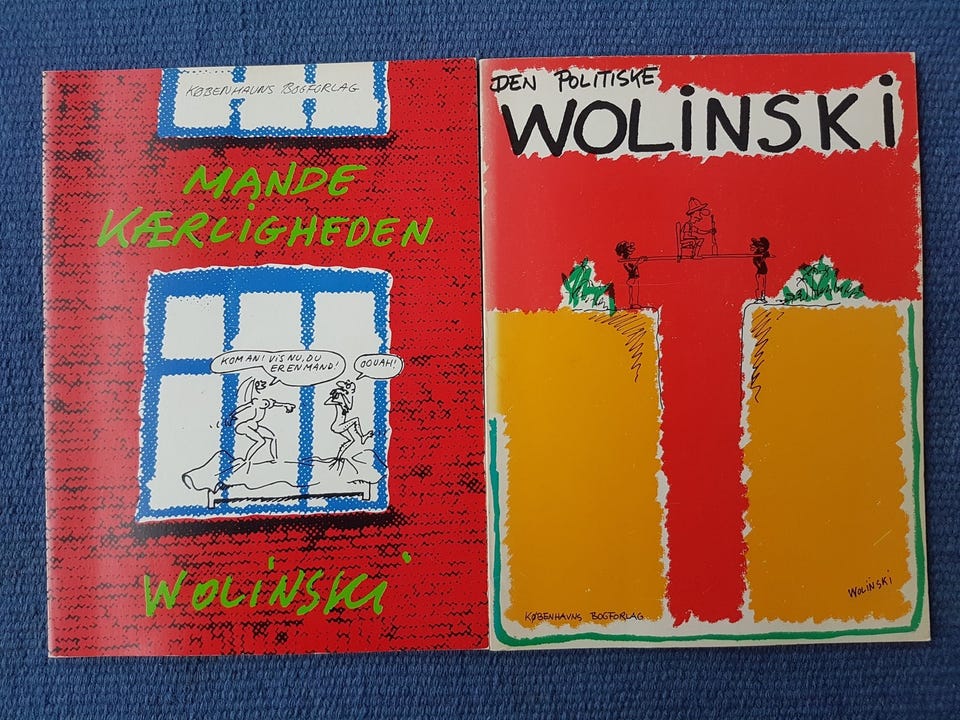 KØBENHAVNS BOGFORLAG
MANDE
KÆRLIGHEDEN
KOM AN! VIS NU, DU
ER EN MAND!
OOUAH!
WOLiNSKi
DEN POLITISKE
WOLiNSKi
WOLiNSKi
KØBENHAVNS BOGFORLAG